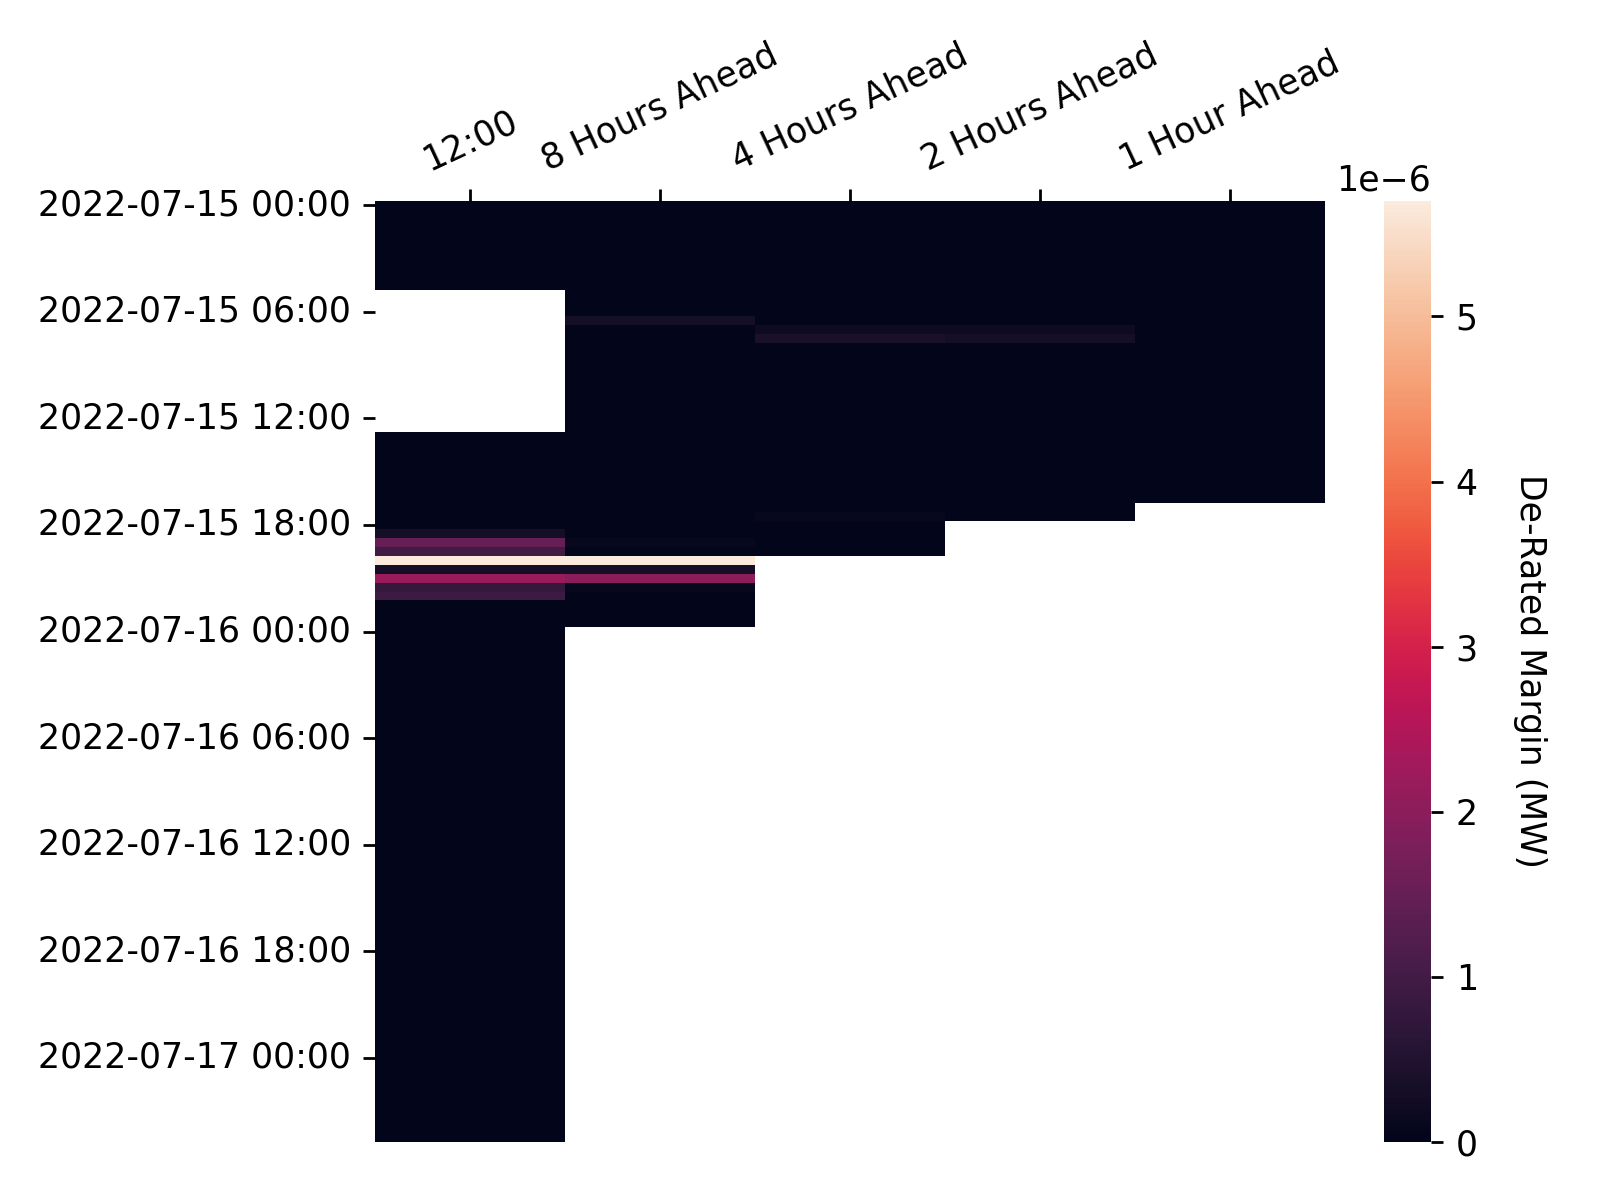 12:00
8 Hours Ahead
4 Hours Ahead
2 Hours Ahead
1 Hour Ahead
1e−6
2022-07-15 00:00
2022-07-15 06:00
2022-07-15 12:00
2022-07-15 18:00
2022-07-16 00:00
2022-07-16 06:00
2022-07-16 12:00
2022-07-16 18:00
2022-07-17 00:00
5
4
3
2
1
0
De-Rated Margin (MW)